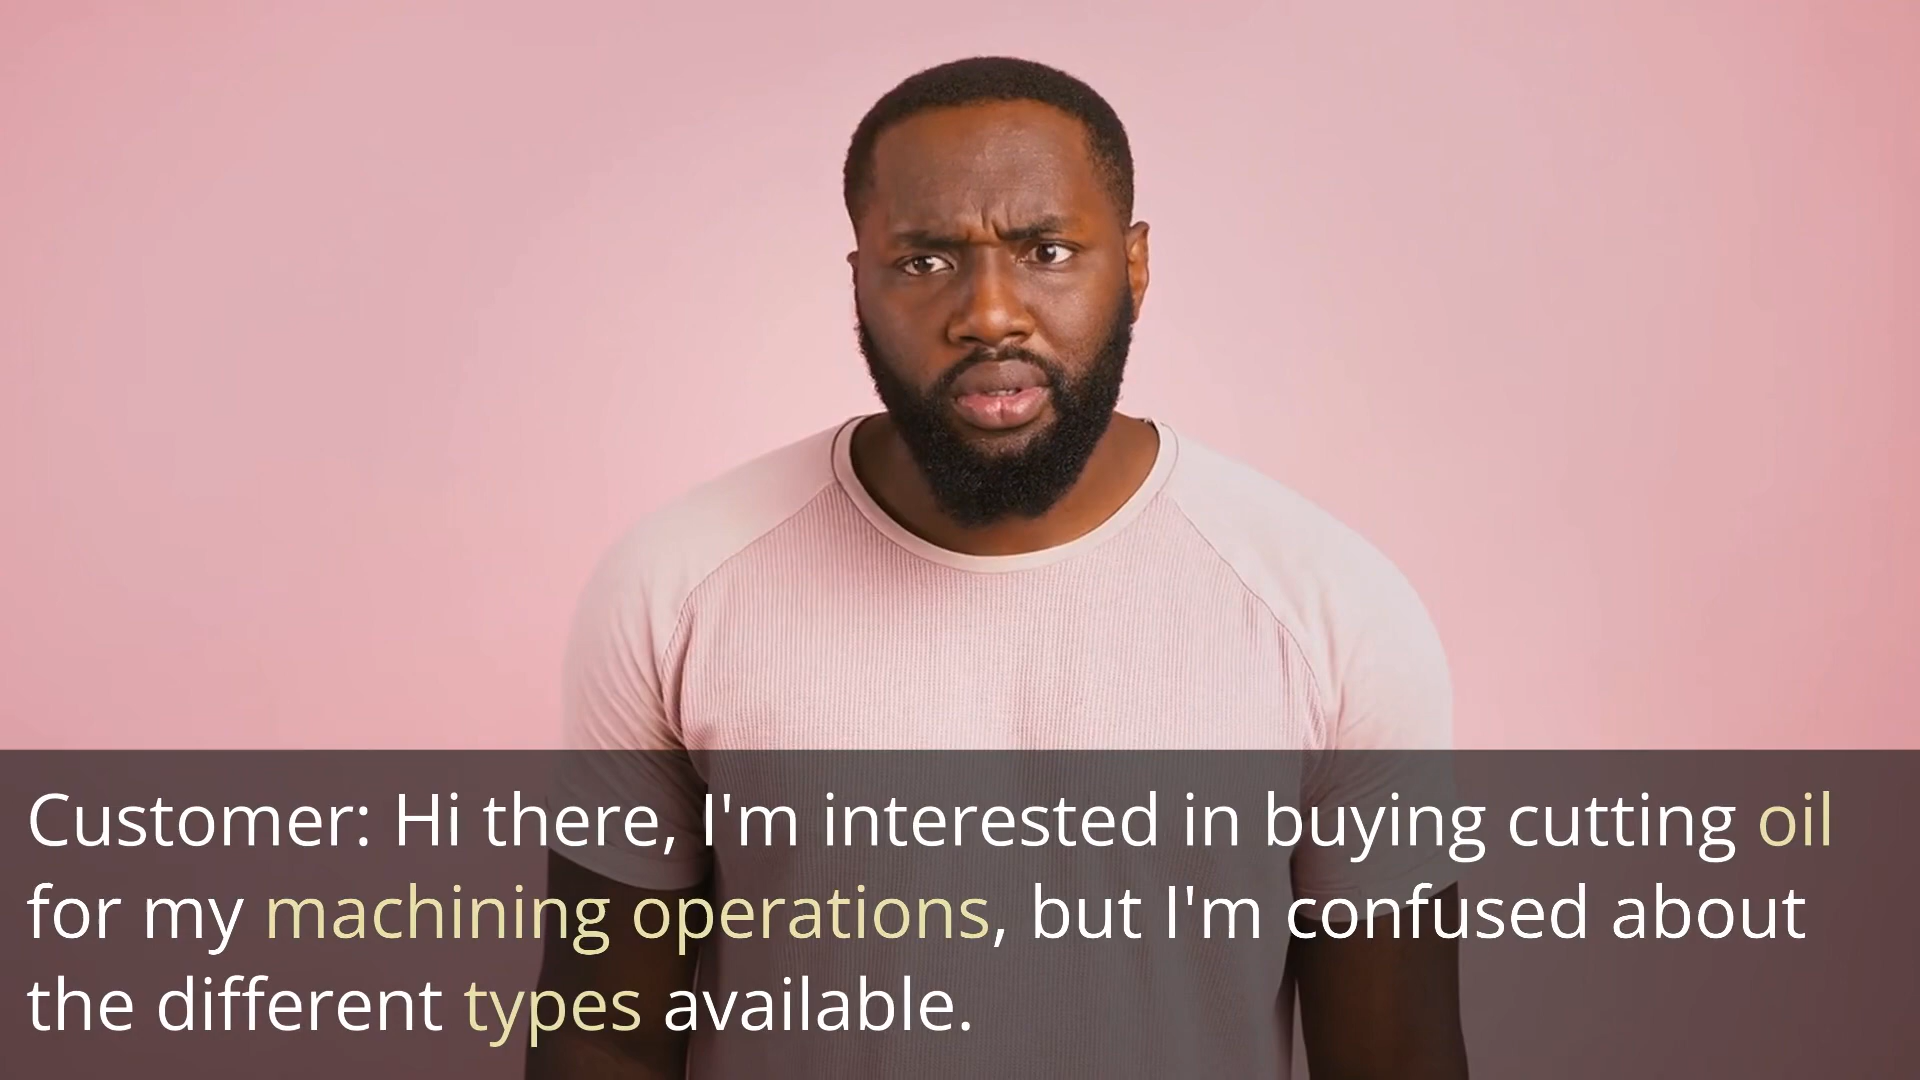 Customer: Hi there, I'm interested in buying cutting oil
for my machining operations, but I'm confused about
the different types available.